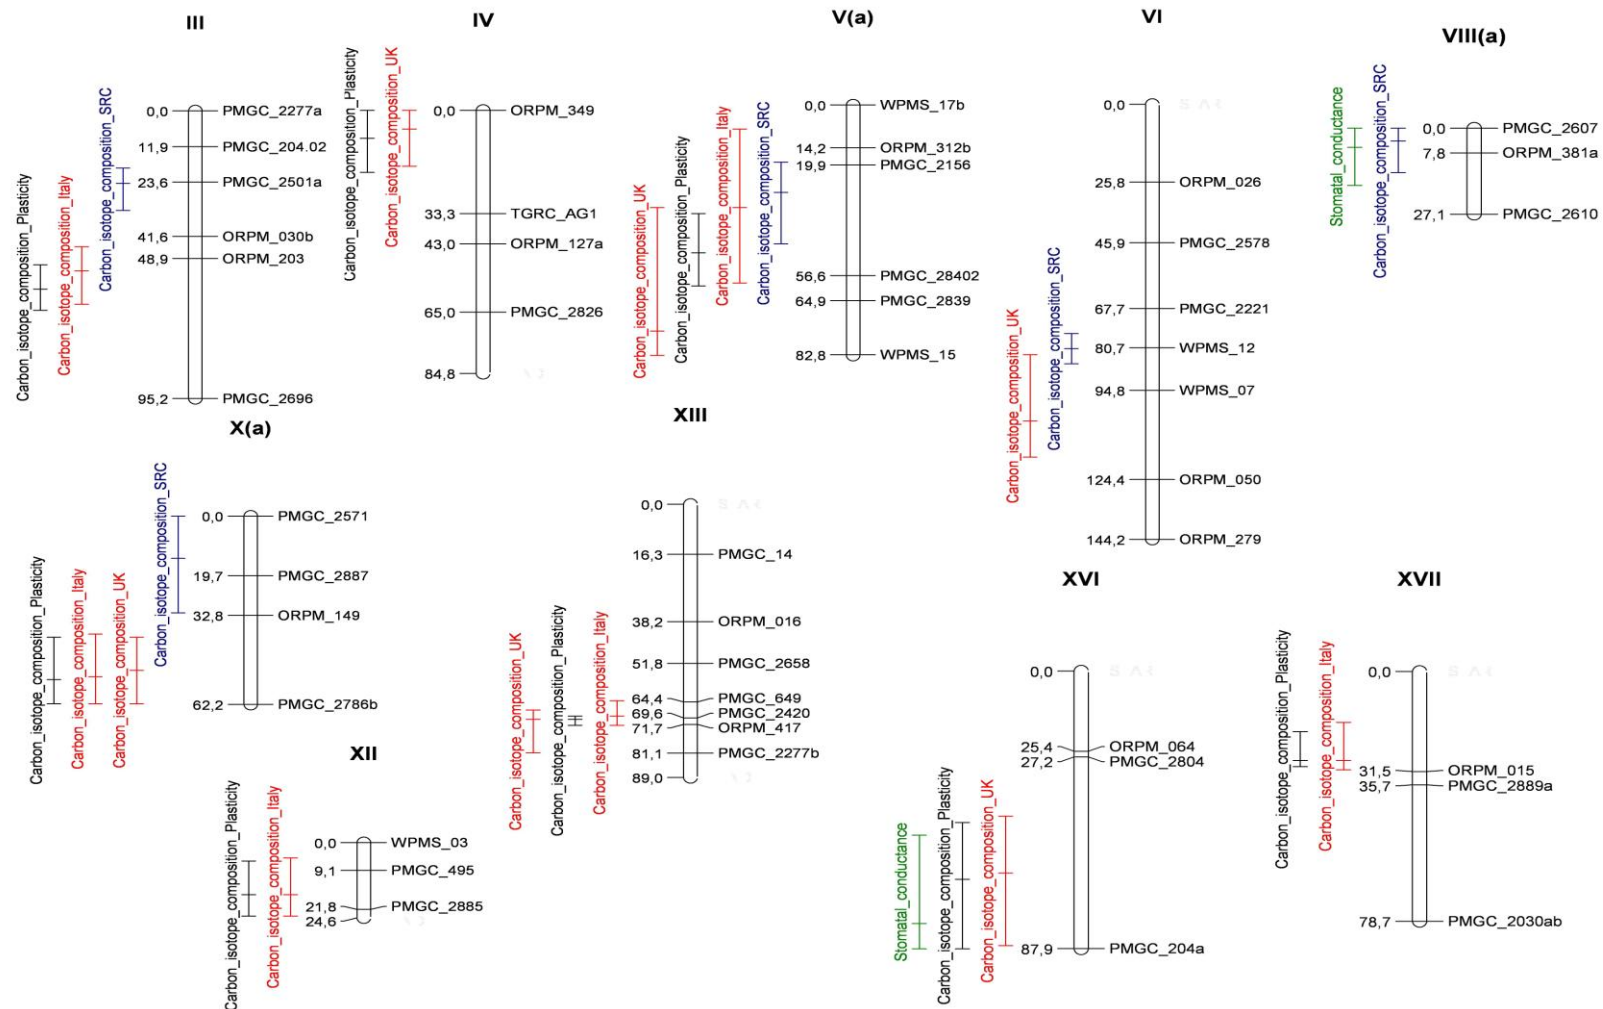 III
Carbon_isotope_composition_Plasticity
Carbon_isotope_composition_Italy
Carbon_isotope_composition_SRC
0,0 PMGC_2277a
11,9 PMGC_204.02
23,6 PMGC_2501a
41,6 ORPM_030b
48,9 ORPM_203
95,2 PMGC_2696
IV
Carbon_isotope_composition_Plasticity
Carbon_isotope_composition_UK
0,0 ORPM_349
33,3 TGRC_AG1
43,0 ORPM_127a
65,0 PMGC_2826
84,8
V(a)
Carbon_isotope_composition_UK
Carbon_isotope_composition_Plasticity
Carbon_isotope_composition_Italy
Carbon_isotope_composition_SRC
0,0 WPMS_17b
14,2 ORPM_312b
19,9 PMGC_2156
56,6 PMGC_28402
64,9 PMGC_2839
82,8 WPMS_15
VI
Carbon_isotope_composition_UK
Carbon_isotope_composition_SRC
0,0
25,8 ORPM_026
45,9 PMGC_2578
67,7 PMGC_2221
80,7 WPMS_12
94,8 WPMS_07
124,4 ORPM_050
144,2 ORPM_279
VIII(a)
Stomatal_conductance
Carbon_isotope_composition_SRC
0,0 PMGC_2607
7,8 ORPM_381a
27,1 PMGC_2610
X(a)
Carbon_isotope_composition_Plasticity
Carbon_isotope_composition_Italy
Carbon_isotope_composition_UK
Carbon_isotope_composition_SRC
0,0 PMGC_2571
19,7 PMGC_2887
32,8 ORPM_149
62,2 PMGC_2786b
XII
Carbon_isotope_composition_Plasticity
Carbon_isotope_composition_Italy
0,0 WPMS_03
9,1 PMGC_495
21,8 PMGC_2885
24,6
XIII
Carbon_isotope_composition_UK
Carbon_isotope_composition_Plasticity
Carbon_isotope_composition_Italy
0,0
16,3 PMGC_14
38,2 ORPM_016
51,8 PMGC_2658
64,4 PMGC_649
69,6 PMGC_2420
71,7 ORPM_417
81,1 PMGC_2277b
89,0
XVI
Stomatal_conductance
Carbon_isotope_composition_Plasticity
Carbon_isotope_composition_UK
0,0
25,4 ORPM_064
27,2 PMGC_2804
87,9 PMGC_204a
XVII
Carbon_isotope_composition_Plasticity
Carbon_isotope_composition_Italy
0,0
31,5 ORPM_015
35,7 PMGC_2889a
78,7 PMGC_2030ab